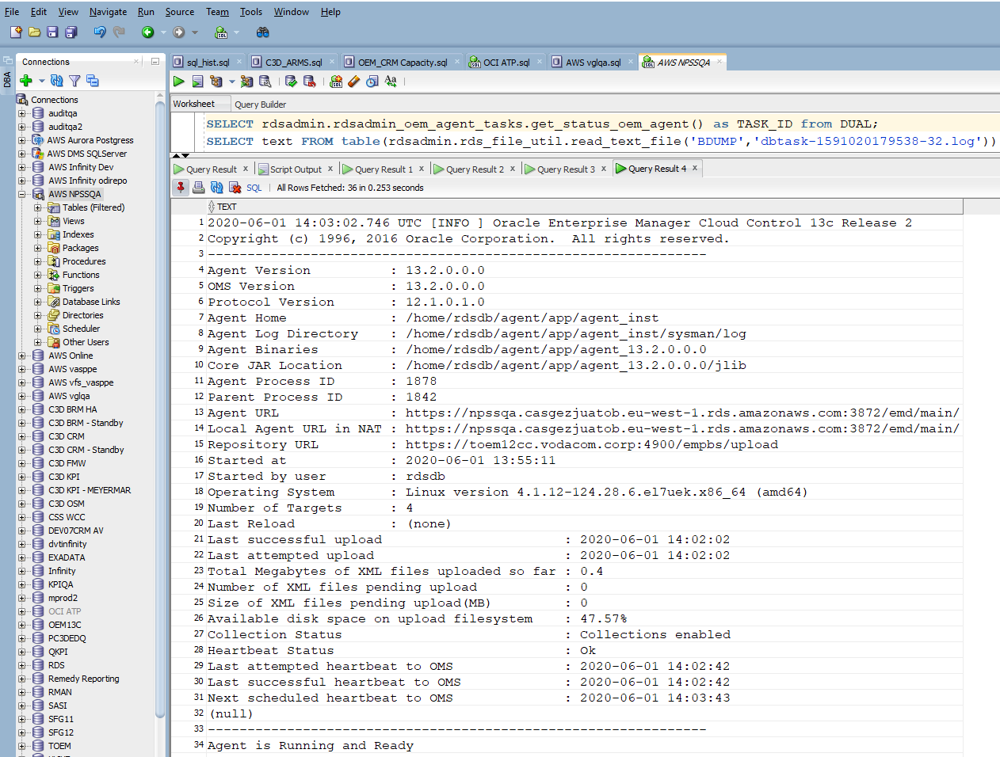 File Edit View Navigate Run Source Team Tools Window Help
Connections
DBA
sql_hist.sql
C3D_ARMS.sql
OEM_CRM Capacity.sql
OCI ATP.sql
AWS vglqa.sql
AWS NPSSQA
Connections
auditqa
auditqa2
AWS Aurora Postgress
AWS DMS SQLServer
AWS Infinity Dev
AWS Infinity odirepo
AWS NPSSQA
Tables (Filtered)
Views
Indexes
Packages
Procedures
Functions
Triggers
Database Links
Directories
Scheduler
Other Users
AWS Online
AWS vasppe
AWS vfs_vasppe
AWS vglqa
C3D BRM HA
C3D BRM - Standby
C3D CRM
C3D CRM - Standby
C3D FMW
C3D KPI
C3D KPI - MEYERMAR
C3D OSM
CSS WCC
DEV07CRM AV
dvtinfinity
EXADATA
Infinity
KPIQA
mprod2
OCI ATP
OEM13C
PC3DEDQ
QKPI
RDS
Remedy Reporting
RMAN
SASI
SFG11
SFG12
TOEM
Worksheet Query Builder
SELECT rdsadmin.rdsadmin_oem_agent_tasks.get_status_oem_agent() as TASK_ID from DUAL;
SELECT text FROM table(rdsadmin.rds_file_util.read_text_file('BDUMP','dbtask-1591020179538-32.log'))
Query Result x Script Output x Query Result 1 x Query Result 2 x Query Result 3 x Query Result 4 x
SQL | All Rows Fetched: 36 in 0.253 seconds
TEXT
1 2020-06-01 14:03:02.746 UTC [INFO ] Oracle Enterprise Manager Cloud Control 13c Release 2
2 Copyright (c) 1996, 2016 Oracle Corporation.  All rights reserved.
3 ---------------------------------------------------------------
4 Agent Version : 13.2.0.0.0
5 OMS Version : 13.2.0.0.0
6 Protocol Version : 12.1.0.1.0
7 Agent Home : /home/rdsdb/agent/app/agent_inst
8 Agent Log Directory : /home/rdsdb/agent/app/agent_inst/sysman/log
9 Agent Binaries : /home/rdsdb/agent/app/agent_13.2.0.0.0
10 Core JAR Location : /home/rdsdb/agent/app/agent_13.2.0.0.0/jlib
11 Agent Process ID : 1878
12 Parent Process ID : 1842
13 Agent URL : https://npssqa.casgezjuatob.eu-west-1.rds.amazonaws.com:3872/emd/main/
14 Local Agent URL in NAT : https://npssqa.casgezjuatob.eu-west-1.rds.amazonaws.com:3872/emd/main/
15 Repository URL : https://toem12cc.vodacom.corp:4900/empbs/upload
16 Started at : 2020-06-01 13:55:11
17 Started by user : rdsdb
18 Operating System : Linux version 4.1.12-124.28.6.el7uek.x86_64 (amd64)
19 Number of Targets : 4
20 Last Reload : (none)
21 Last successful upload : 2020-06-01 14:02:02
22 Last attempted upload : 2020-06-01 14:02:02
23 Total Megabytes of XML files uploaded so far : 0.4
24 Number of XML files pending upload : 0
25 Size of XML files pending upload(MB) : 0
26 Available disk space on upload filesystem : 47.57%
27 Collection Status : Collections enabled
28 Heartbeat Status : Ok
29 Last attempted heartbeat to OMS : 2020-06-01 14:02:42
30 Last successful heartbeat to OMS : 2020-06-01 14:02:42
31 Next scheduled heartbeat to OMS : 2020-06-01 14:03:43
32 (null)
33 ---------------------------------------------------------------
34 Agent is Running and Ready